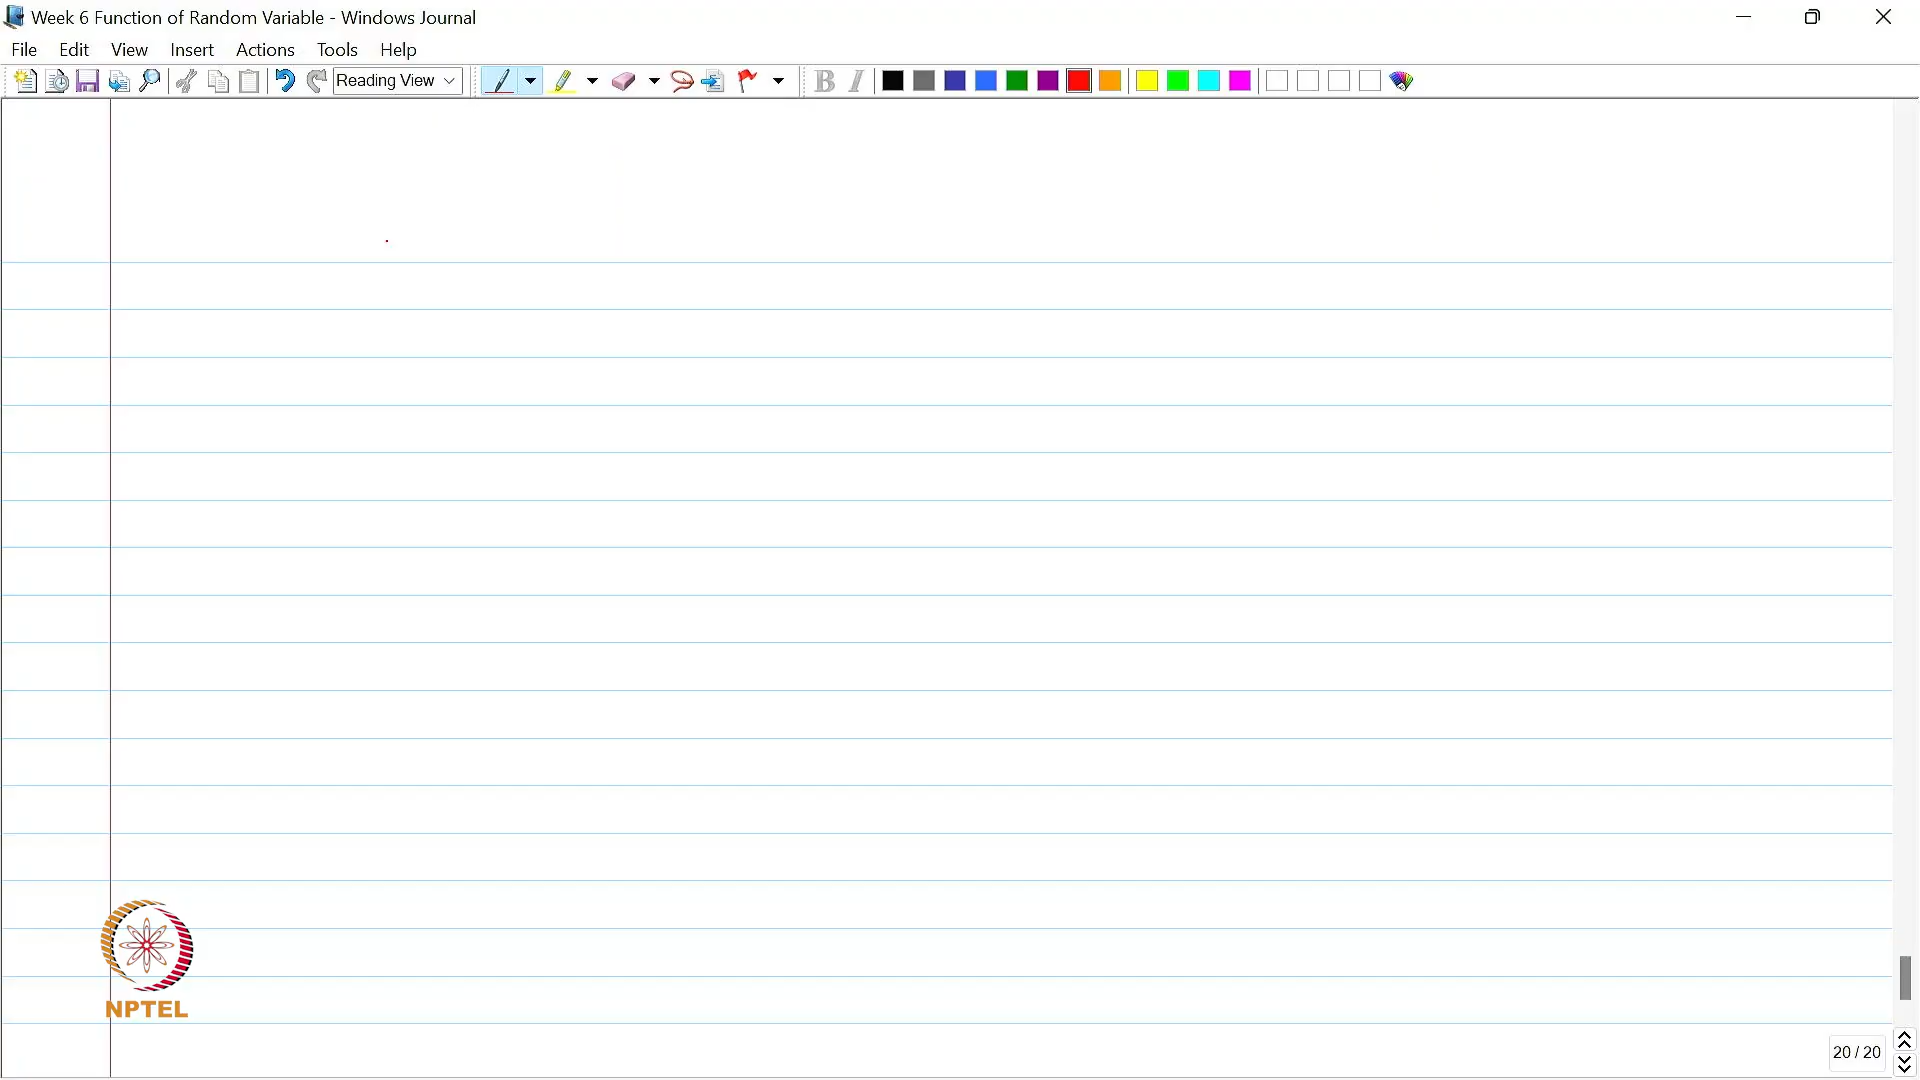 Week 6 Function of Random Variable - Windows Journal
File Edit View Insert Actions Tools Help
Reading View B I
NPTEL
20 / 20